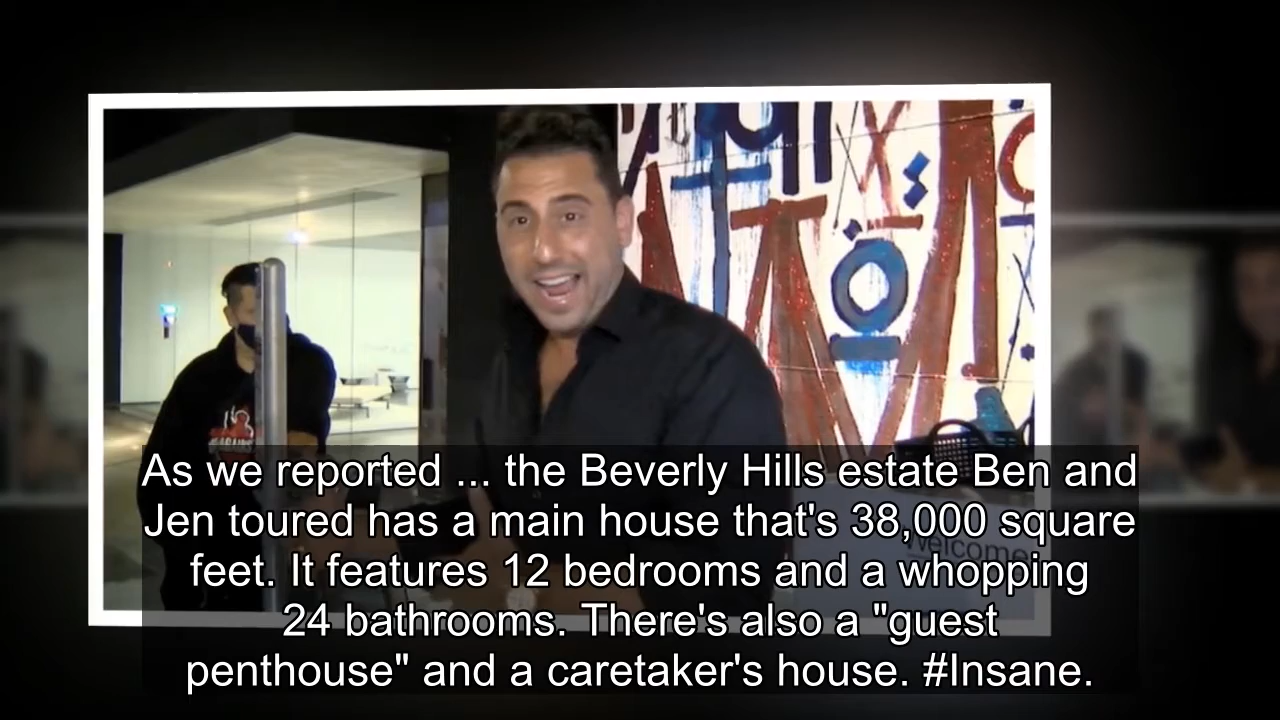 As we reported ... the Beverly Hills estate Ben and
Jen toured has a main house that's 38,000 square
feet. It features 12 bedrooms and a whopping
24 bathrooms. There's also a "guest
penthouse" and a caretaker's house. #Insane.
Welcome